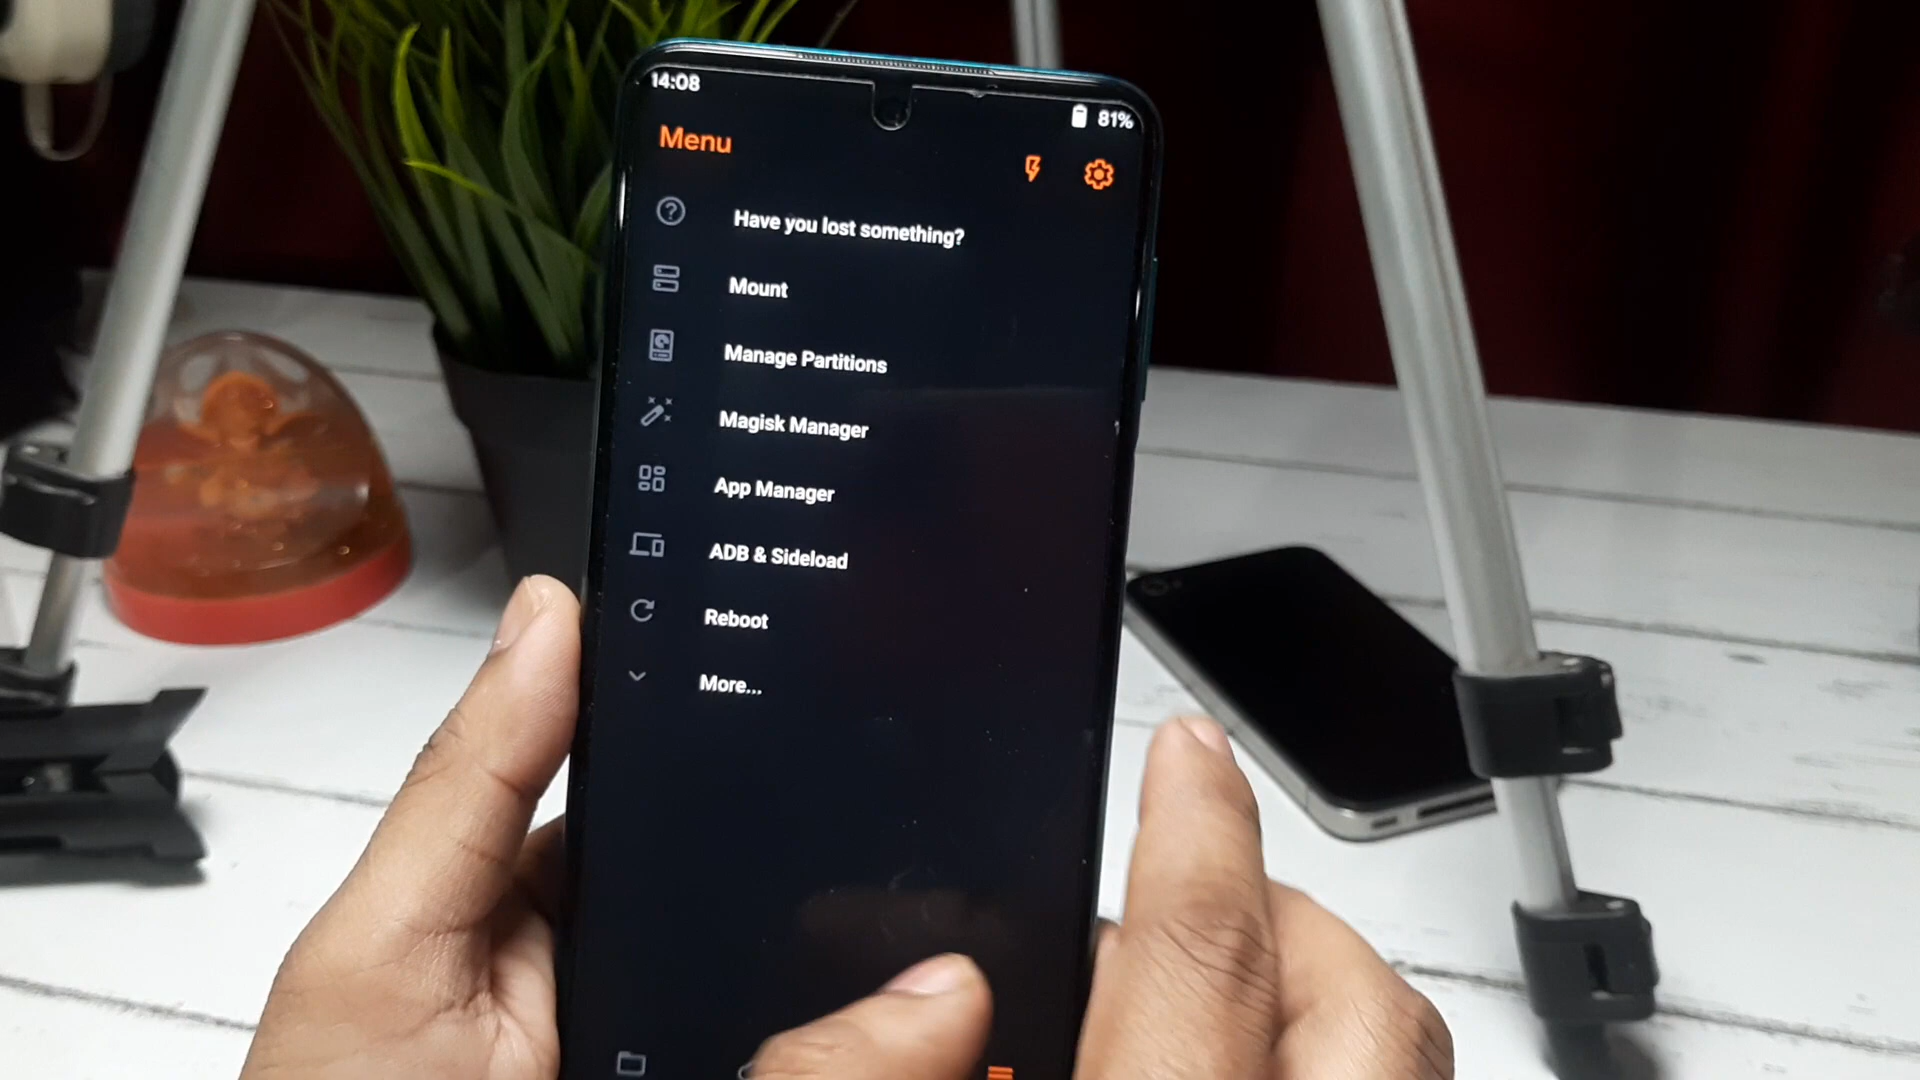 14:08
81%
Menu
Have you lost something?
Mount
Manage Partitions
Magisk Manager
App Manager
ADB & Sideload
Reboot
More...